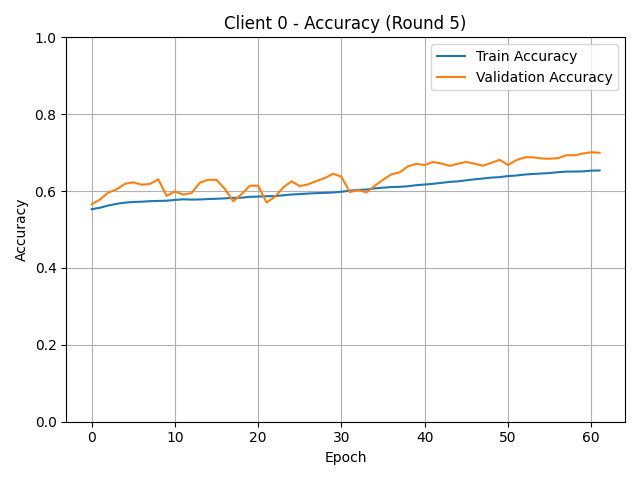 Client 0 - Accuracy (Round 5)
Train Accuracy
Validation Accuracy
Accuracy
1.0
0.8
0.6
0.4
0.2
0.0
0 10 20 30 40 50 60
Epoch